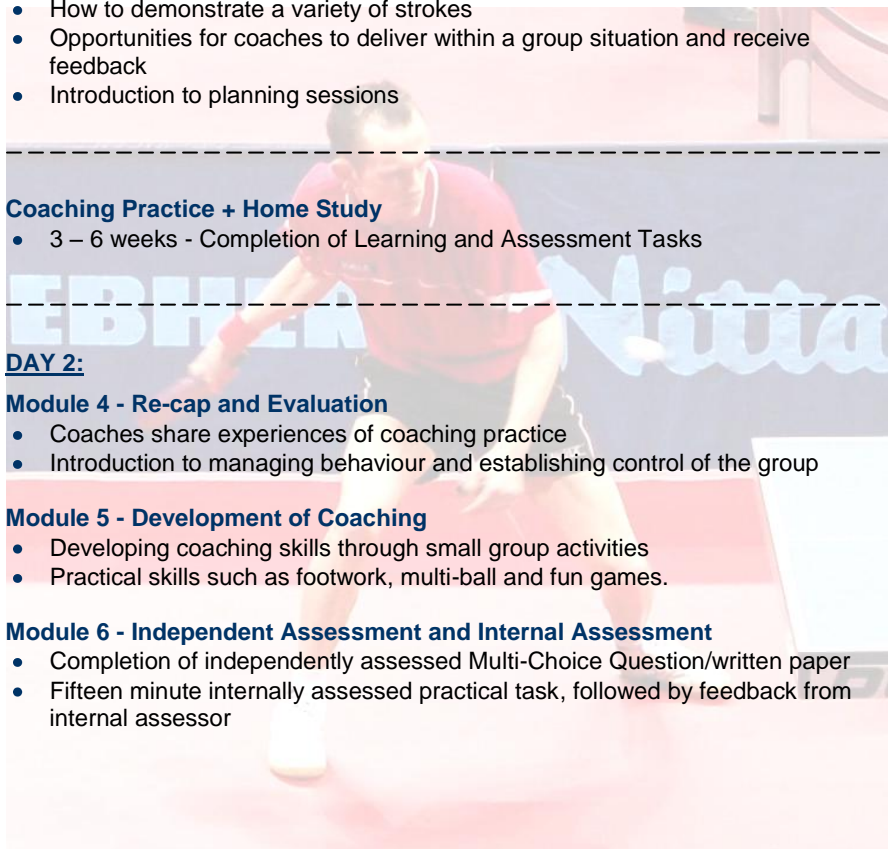 • How to demonstrate a variety of strokes
• Opportunities for coaches to deliver within a group situation and receive
feedback
• Introduction to planning sessions
Coaching Practice + Home Study
• 3 – 6 weeks - Completion of Learning and Assessment Tasks
EBHER Nitta
DAY 2:
Module 4 - Re-cap and Evaluation
• Coaches share experiences of coaching practice
• Introduction to managing behaviour and establishing control of the group
Module 5 - Development of Coaching
• Developing coaching skills through small group activities
• Practical skills such as footwork, multi-ball and fun games.
Module 6 - Independent Assessment and Internal Assessment
• Completion of independently assessed Multi-Choice Question/written paper
• Fifteen minute internally assessed practical task, followed by feedback from
internal assessor